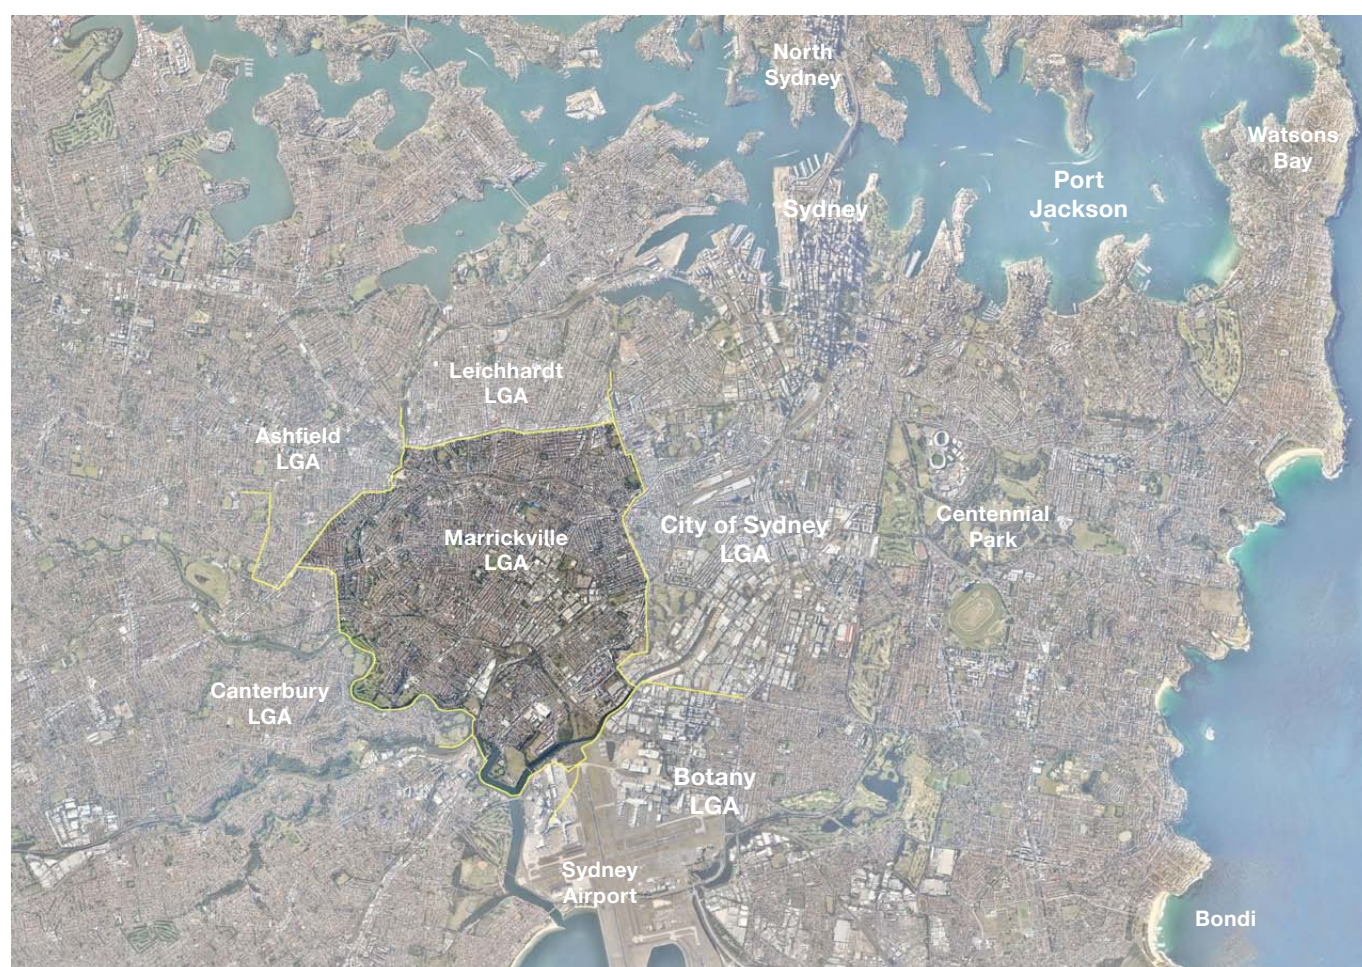 North
Sydney
Watsons
Bay
Port
Jackson
Sydney
Leichhardt
LGA
Ashfield
LGA
Marrickville
LGA
City of Sydney
LGA
Centennial
Park
Canterbury
LGA
Botany
LGA
Sydney
Airport
Bondi